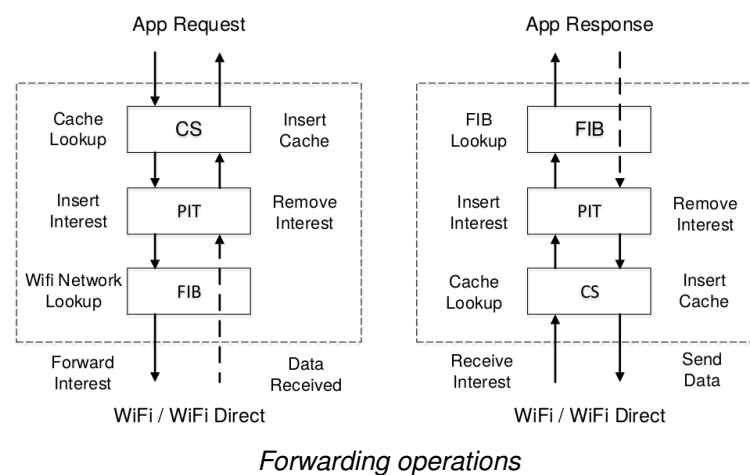 App Request
Cache
Lookup
CS
Insert
Cache
Insert
Interest
PIT
Remove
Interest
Wifi Network
Lookup
FIB
Forward
Interest
Data
Received
WiFi / WiFi Direct
App Response
FIB
Lookup
FIB
Insert
Interest
PIT
Remove
Interest
Cache
Lookup
CS
Insert
Cache
Receive
Interest
Send
Data
WiFi / WiFi Direct
Forwarding operations